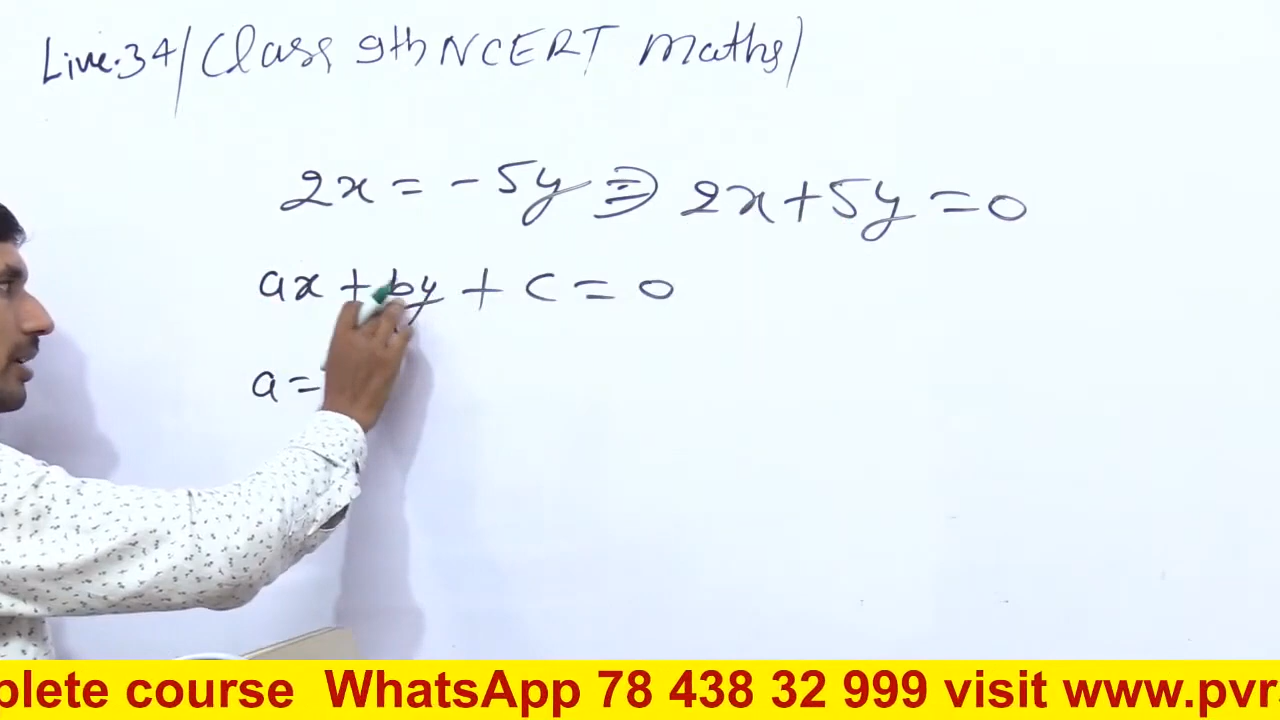 Live.34/(Class 9th NCERT maths)
2x = -5y ⇒ 2x+5y=0
ax + by + c = 0
a =
plete course WhatsApp 78 438 32 999 visit www.pvr